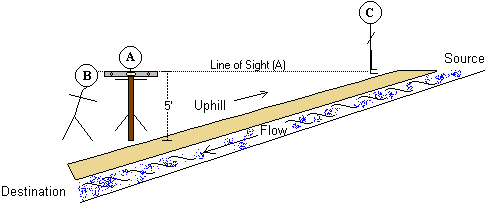 C
A
B
Line of Sight (A)
Source
5'
Uphill
Flow
Destination